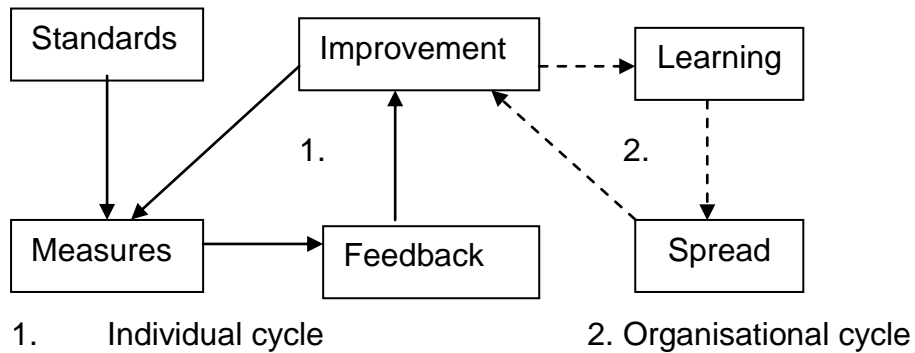 Standards
Improvement
Learning
1.
2.
Measures
Feedback
Spread
1. Individual cycle
2. Organisational cycle